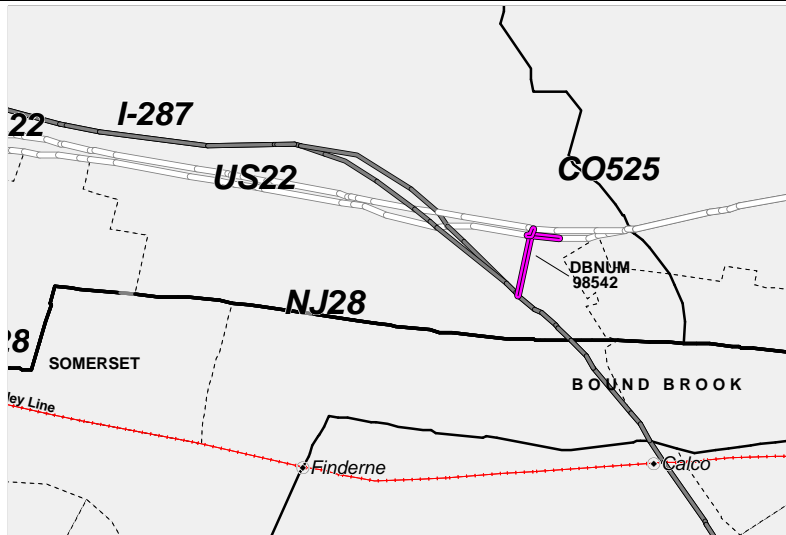 I-287
22
US22
CO525
DBNUM
98542
NJ28
28
SOMERSET
BOUND BROOK
ley Line
Finderne
Calco